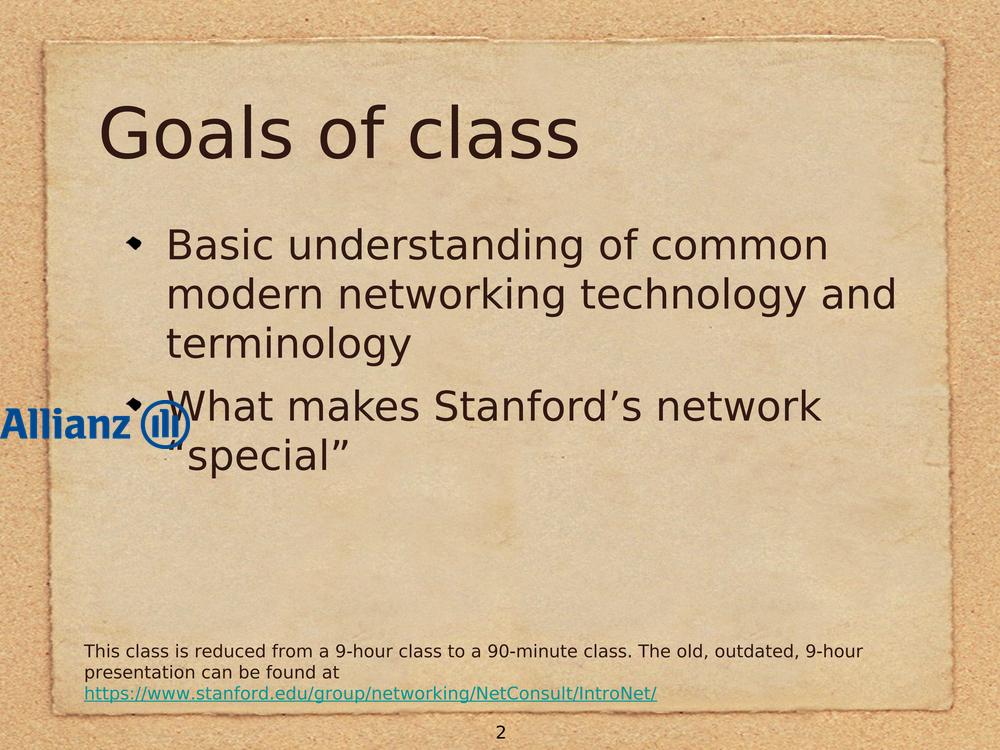 Goals of class
Basic understanding of common
modern networking technology and
terminology
What makes Stanford’s network
“special”
Allianz
This class is reduced from a 9-hour class to a 90-minute class. The old, outdated, 9-hour
presentation can be found at
https://www.stanford.edu/group/networking/NetConsult/IntroNet/
2